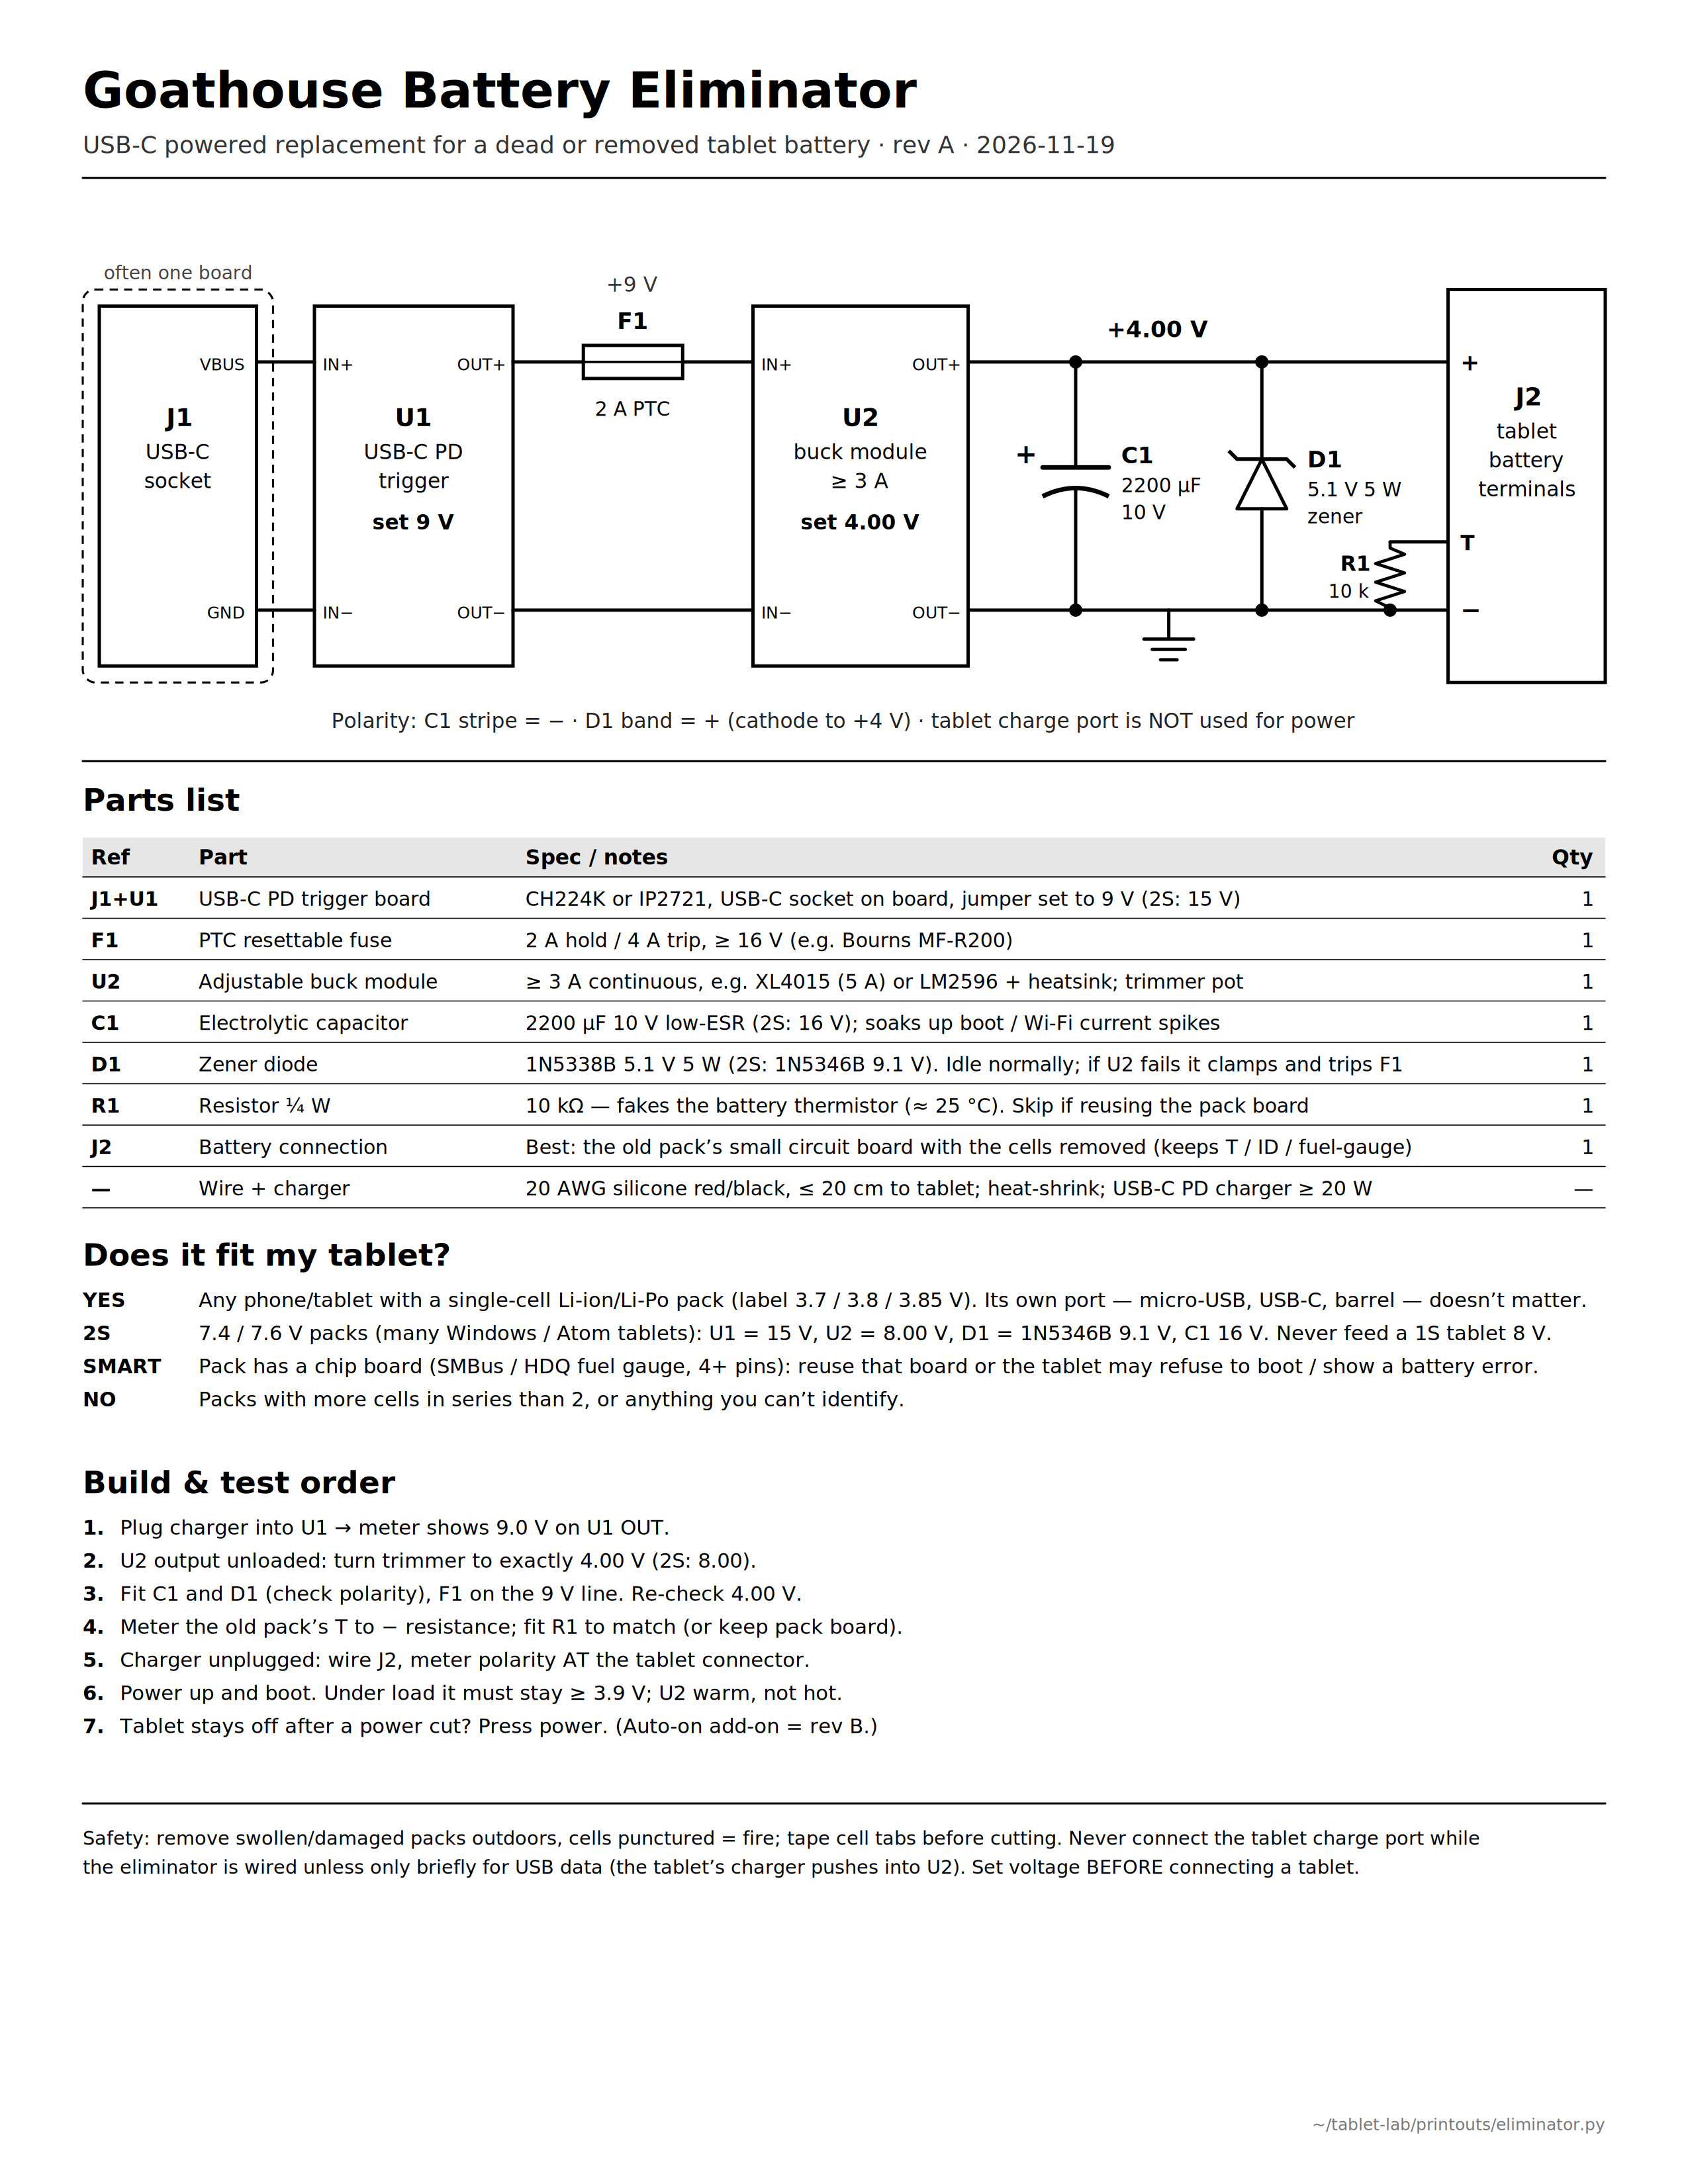 Goathouse Battery Eliminator
USB-C powered replacement for a dead or removed tablet battery · rev A · 2026-11-19
often one board
+9 V
F1
2 A PTC
+4.00 V
VBUS
J1
USB-C
socket
GND
IN+
OUT+
U1
USB-C PD
trigger
set 9 V
IN−
OUT−
IN+
OUT+
U2
buck module
≥ 3 A
set 4.00 V
IN−
OUT−
+
C1
2200 µF
10 V
D1
5.1 V 5 W
zener
R1
10 k
+
J2
tablet
battery
terminals
T
−
Polarity: C1 stripe = − · D1 band = + (cathode to +4 V) · tablet charge port is NOT used for power
Parts list
Ref Part Spec / notes Qty
J1+U1 USB-C PD trigger board CH224K or IP2721, USB-C socket on board, jumper set to 9 V (2S: 15 V) 1
F1 PTC resettable fuse 2 A hold / 4 A trip, ≥ 16 V (e.g. Bourns MF-R200) 1
U2 Adjustable buck module ≥ 3 A continuous, e.g. XL4015 (5 A) or LM2596 + heatsink; trimmer pot 1
C1 Electrolytic capacitor 2200 µF 10 V low-ESR (2S: 16 V); soaks up boot / Wi-Fi current spikes 1
D1 Zener diode 1N5338B 5.1 V 5 W (2S: 1N5346B 9.1 V). Idle normally; if U2 fails it clamps and trips F1 1
R1 Resistor ¼ W 10 kΩ — fakes the battery thermistor (≈ 25 °C). Skip if reusing the pack board 1
J2 Battery connection Best: the old pack’s small circuit board with the cells removed (keeps T / ID / fuel-gauge) 1
— Wire + charger 20 AWG silicone red/black, ≤ 20 cm to tablet; heat-shrink; USB-C PD charger ≥ 20 W —
Does it fit my tablet?
YES Any phone/tablet with a single-cell Li-ion/Li-Po pack (label 3.7 / 3.8 / 3.85 V). Its own port — micro-USB, USB-C, barrel — doesn’t matter.
2S 7.4 / 7.6 V packs (many Windows / Atom tablets): U1 = 15 V, U2 = 8.00 V, D1 = 1N5346B 9.1 V, C1 16 V. Never feed a 1S tablet 8 V.
SMART Pack has a chip board (SMBus / HDQ fuel gauge, 4+ pins): reuse that board or the tablet may refuse to boot / show a battery error.
NO Packs with more cells in series than 2, or anything you can’t identify.
Build & test order
1. Plug charger into U1 → meter shows 9.0 V on U1 OUT.
2. U2 output unloaded: turn trimmer to exactly 4.00 V (2S: 8.00).
3. Fit C1 and D1 (check polarity), F1 on the 9 V line. Re-check 4.00 V.
4. Meter the old pack’s T to − resistance; fit R1 to match (or keep pack board).
5. Charger unplugged: wire J2, meter polarity AT the tablet connector.
6. Power up and boot. Under load it must stay ≥ 3.9 V; U2 warm, not hot.
7. Tablet stays off after a power cut? Press power. (Auto-on add-on = rev B.)
Safety: remove swollen/damaged packs outdoors, cells punctured = fire; tape cell tabs before cutting. Never connect the tablet charge port while
the eliminator is wired unless only briefly for USB data (the tablet’s charger pushes into U2). Set voltage BEFORE connecting a tablet.
~/tablet-lab/printouts/eliminator.py